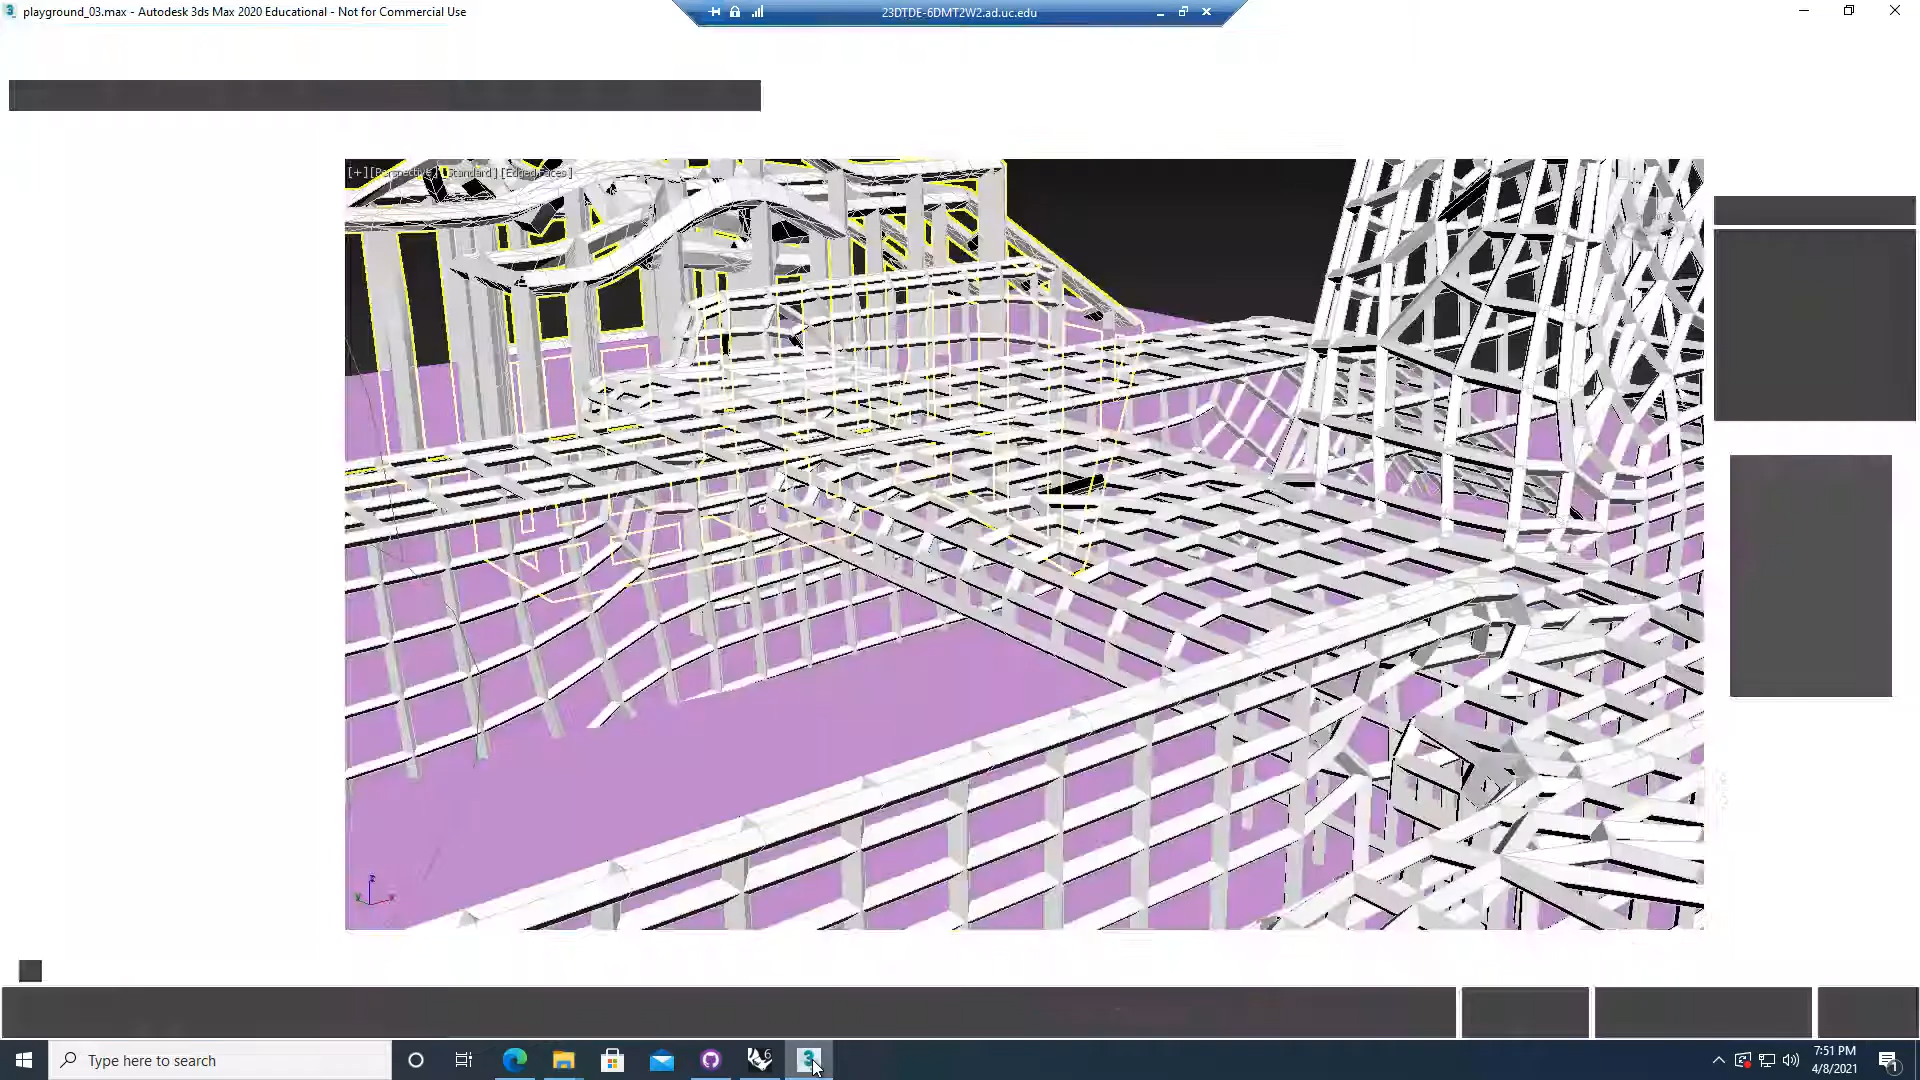 playground_03.max - Autodesk 3ds Max 2020 Educational - Not for Commercial Use
23DTDE-6DMT2W2.ad.uc.edu
[+][Perspective] [Standard] [Edged Faces]
Type here to search
7:51 PM
4/8/2021